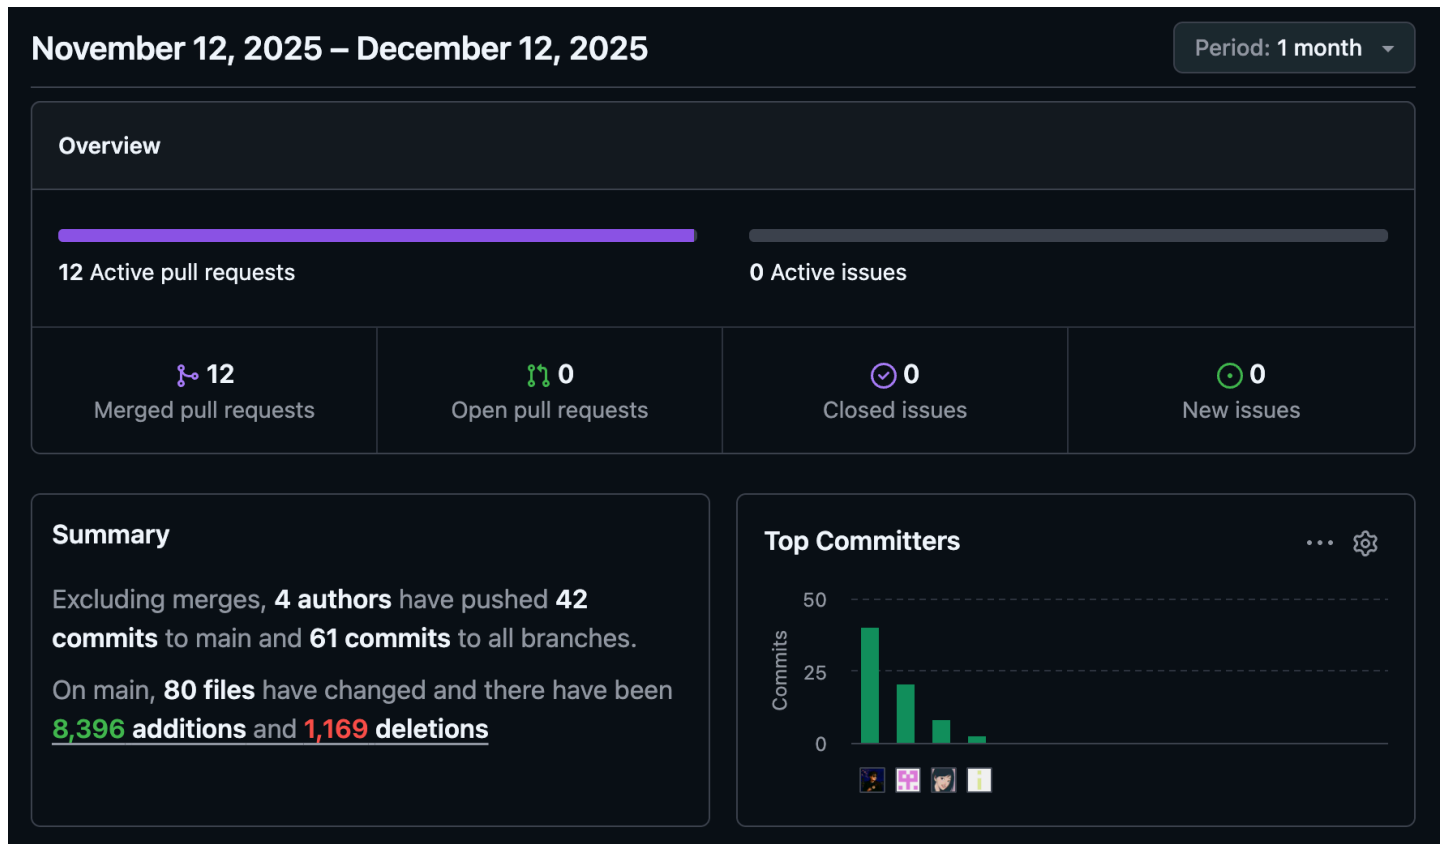 November 12, 2025 – December 12, 2025
Period: 1 month
Overview
12 Active pull requests
0 Active issues
12
Merged pull requests
0
Open pull requests
0
Closed issues
0
New issues
Summary
Excluding merges, 4 authors have pushed 42
commits to main and 61 commits to all branches.
On main, 80 files have changed and there have been
8,396 additions and 1,169 deletions
Top Committers
Commits
50
25
0